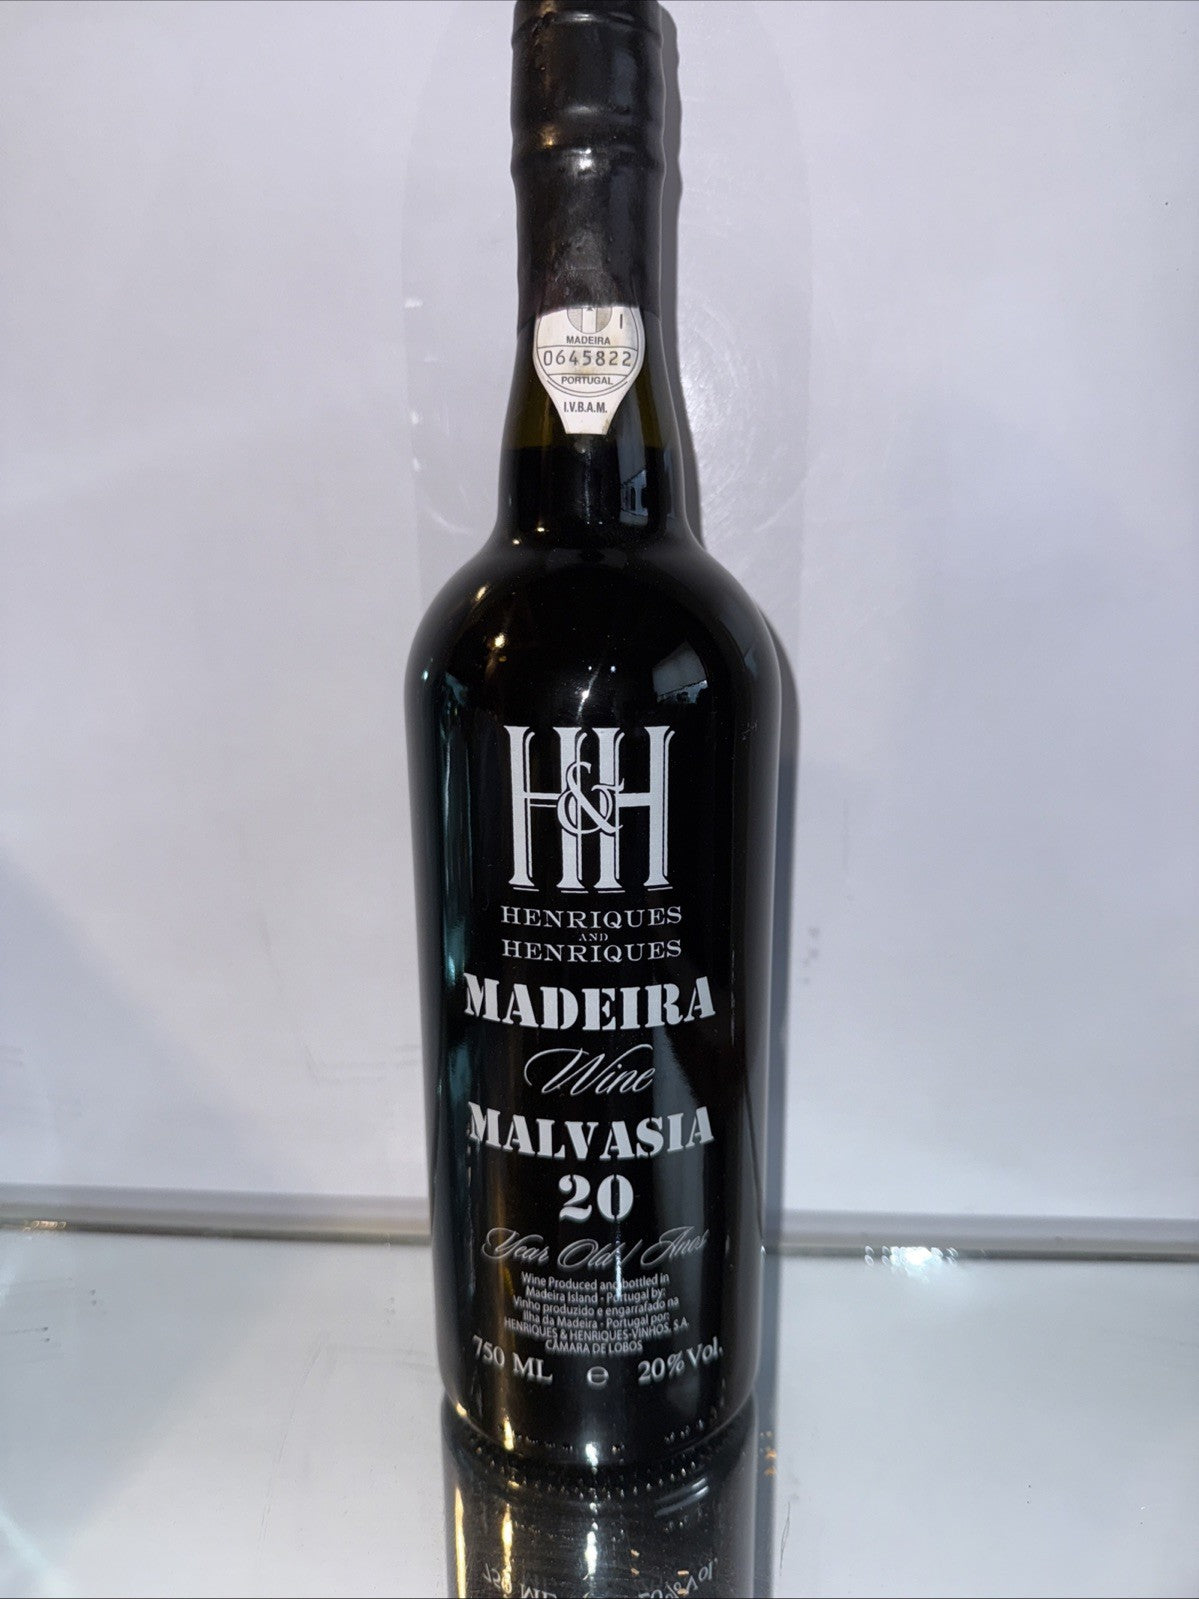 I
MADEIRA
0645822
PORTUGAL
I.V.B.A.M.
H&H
HENRIQUES
AND
HENRIQUES
MADEIRA
Wine
MALVASIA
20
Year Old / Anos
Wine Produced and bottled in
Madeira Island - Portugal by:
Vinho produzido e engarrafado na
Ilha da Madeira - Portugal por:
HENRIQUES & HENRIQUES-VINHOS, S.A.
CÂMARA DE LOBOS
750 ML e 20% Vol.